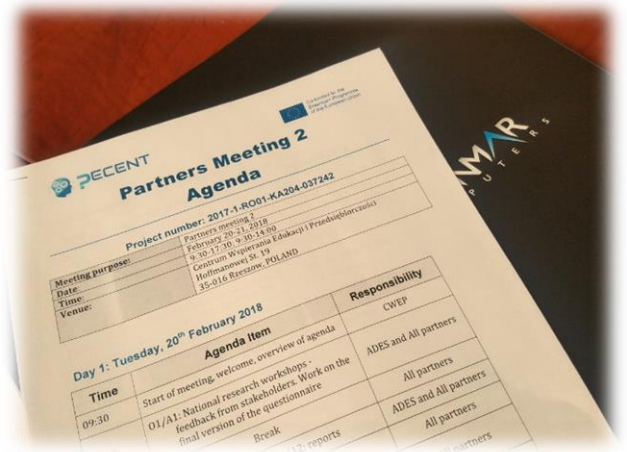 Co-funded by the
Erasmus+ Programme
of the European Union
PECENT
Partners Meeting 2
Agenda
Project number: 2017-1-RO01-KA204-037242
Meeting purpose: Partners meeting 2
Date: February 20-21, 2018
Time: 9:30-17:30, 9:30-14:00
Venue: Centrum Wspierania Edukacji i Przedsiębiorczości
Hoffmanowej St. 19
35-016 Rzeszow, POLAND
Day 1: Tuesday, 20th February 2018
Time Agenda Item Responsibility
09:30 Start of meeting, welcome, overview of agenda CWEP
O1/A1: National research workshops - ADES and All partners
feedback from stakeholders. Work on the
final version of the questionnaire All partners
Break ADES and All partners
reports All partners
partners
MAR
PUTERS